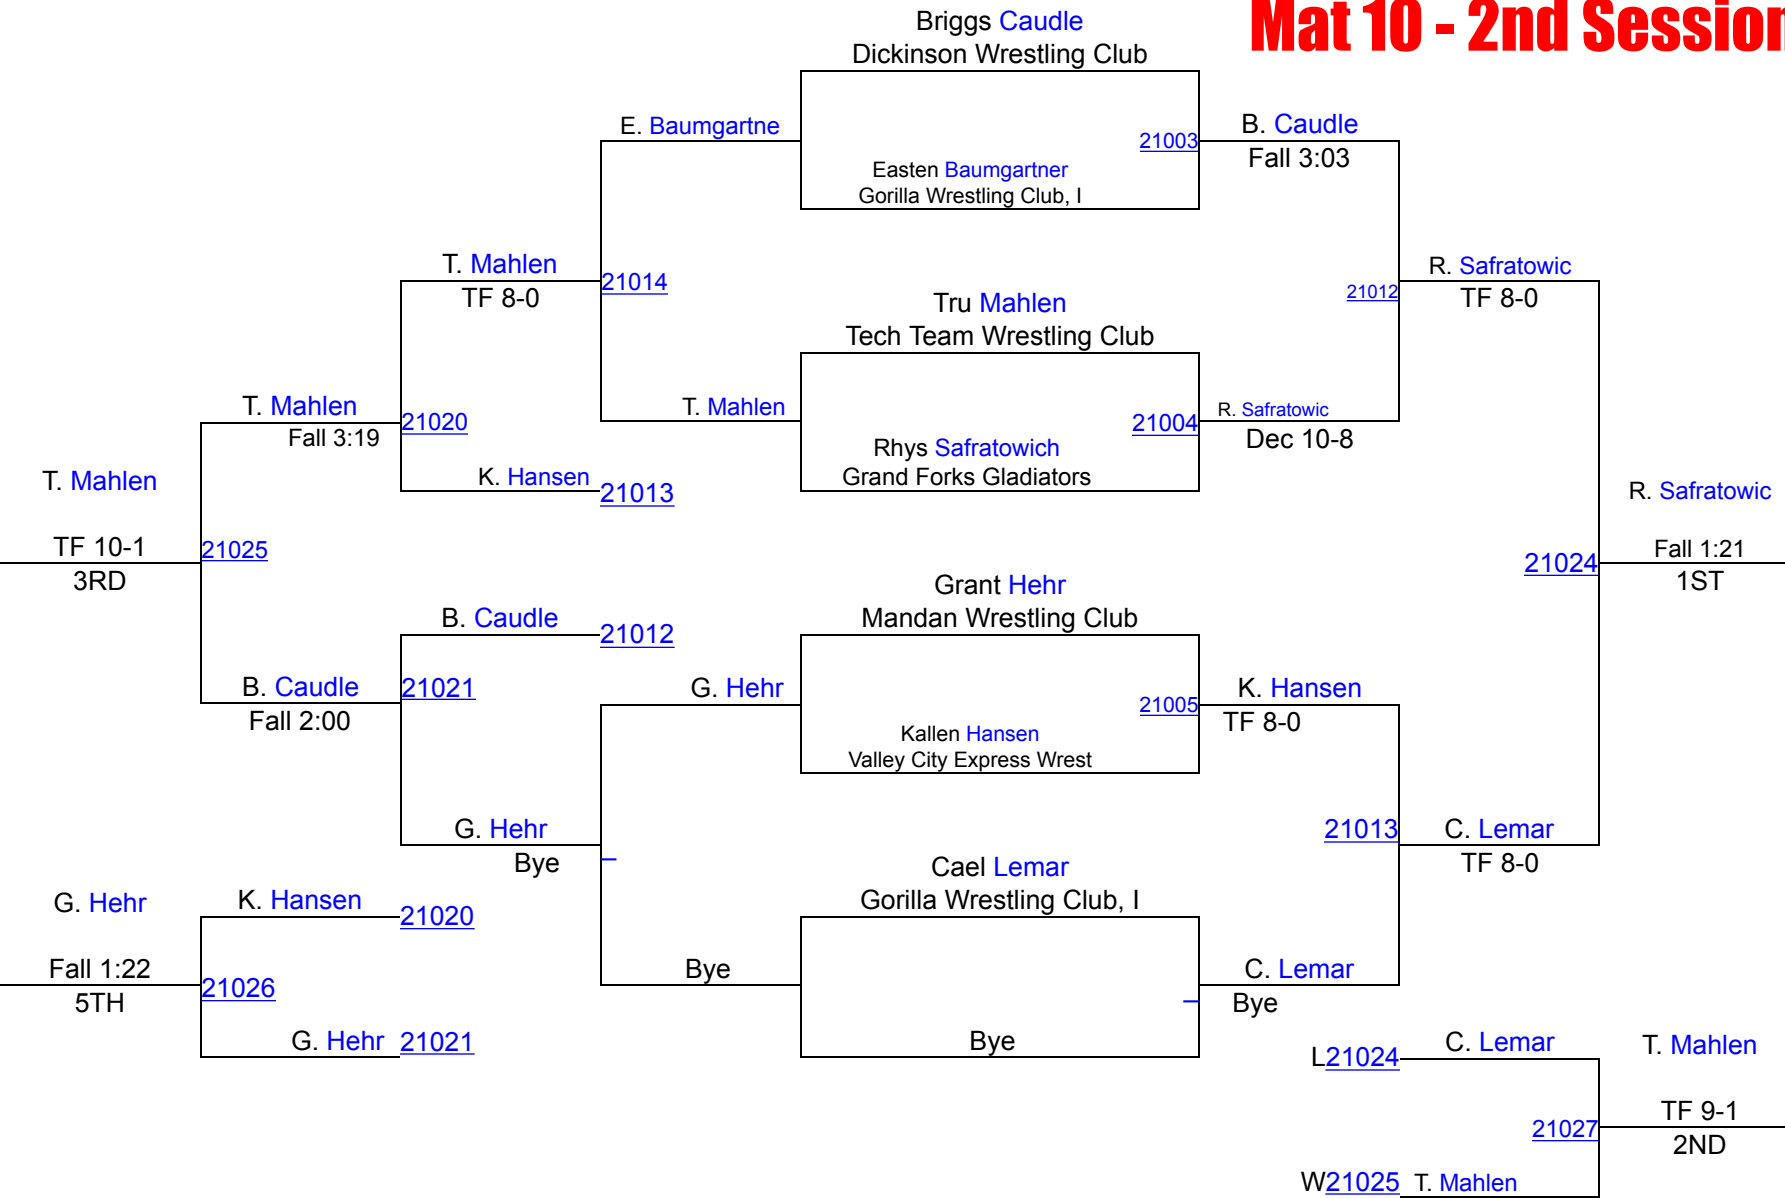 Mat 10 - 2nd Session
Briggs Caudle
Dickinson Wrestling Club
E. Baumgartne
21003
B. Caudle
Fall 3:03
Easten Baumgartner
Gorilla Wrestling Club, I
T. Mahlen
TF 8-0
21014
Tru Mahlen
Tech Team Wrestling Club
21012
R. Safratowic
TF 8-0
T. Mahlen
Fall 3:19
21020
T. Mahlen
21004
R. Safratowic
Dec 10-8
Rhys Safratowich
Grand Forks Gladiators
K. Hansen
21013
T. Mahlen
TF 10-1
3RD
21025
R. Safratowic
21024
Fall 1:21
1ST
Grant Hehr
Mandan Wrestling Club
B. Caudle
21012
B. Caudle
Fall 2:00
21021
G. Hehr
21005
K. Hansen
TF 8-0
Kallen Hansen
Valley City Express Wrest
G. Hehr
Bye
21013
C. Lemar
TF 8-0
Cael Lemar
Gorilla Wrestling Club, I
G. Hehr
K. Hansen
21020
Fall 1:22
5TH
21026
Bye
C. Lemar
Bye
G. Hehr
21021
Bye
L21024
C. Lemar
T. Mahlen
21027
TF 9-1
2ND
W21025
T. Mahlen